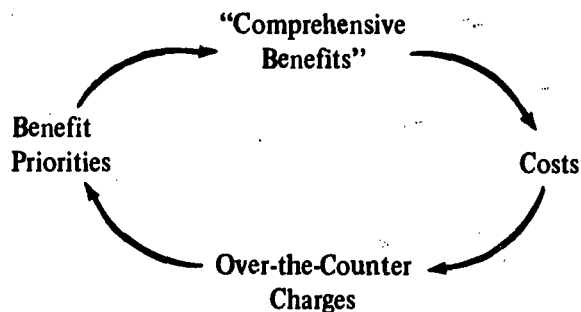 “Comprehensive
Benefits”
Benefit
Priorities
Costs
Over-the-Counter
Charges